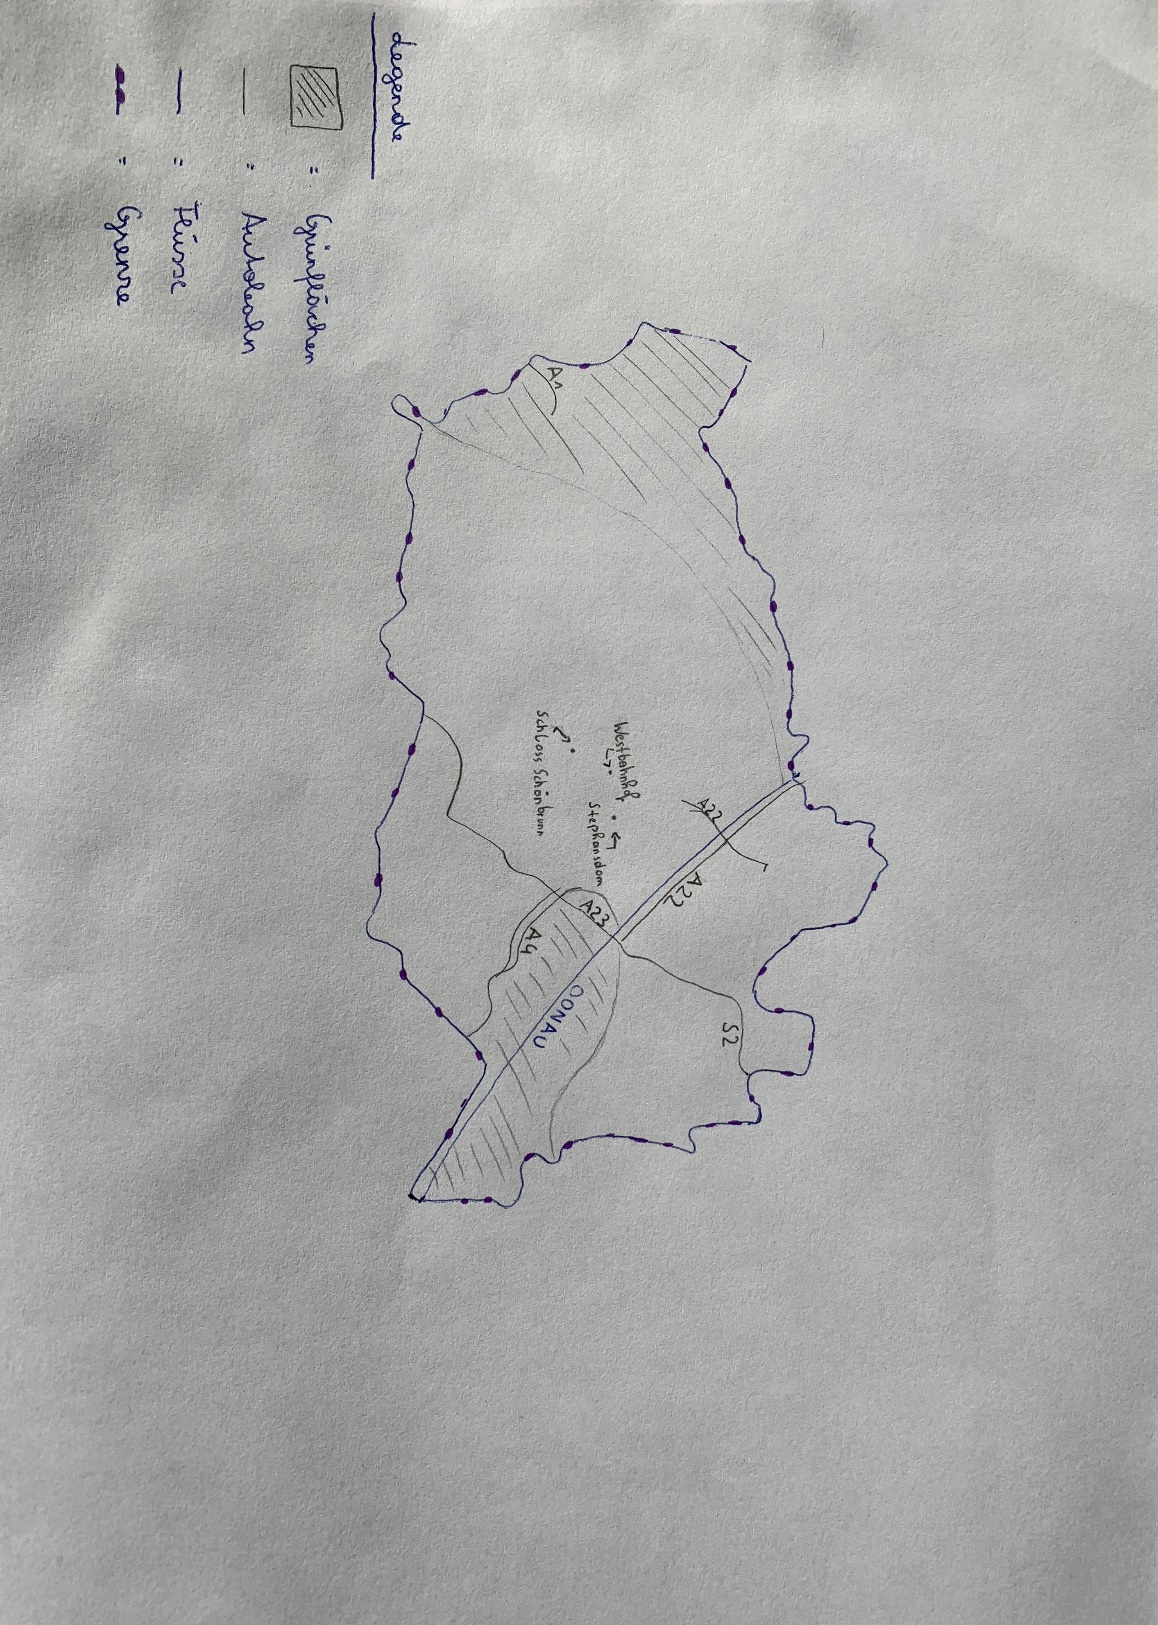 Legende
= Grünflächen
= Autobahn
= Flüsse
= Grenze
A1
Westbahnhof
Schloss Schönbrunn
Stephansdom
A22
A22
A23
A4
DONAU
S2